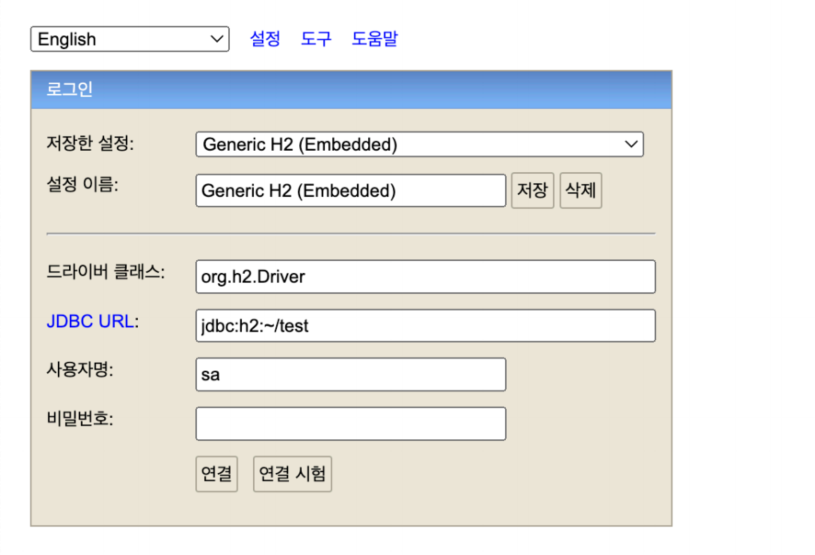 English 설정 도구 도움말
로그인
저장한 설정: Generic H2 (Embedded)
설정 이름: Generic H2 (Embedded) 저장 삭제
드라이버 클래스: org.h2.Driver
JDBC URL: jdbc:h2:~/test
사용자명: sa
비밀번호:
연결 연결 시험